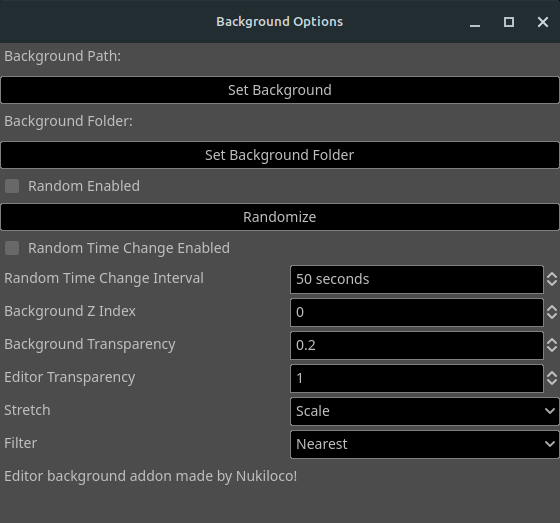 Background Options
Background Path:
Set Background
Background Folder:
Set Background Folder
Random Enabled
Randomize
Random Time Change Enabled
Random Time Change Interval 50 seconds
Background Z Index 0
Background Transparency 0.2
Editor Transparency 1
Stretch Scale
Filter Nearest
Editor background addon made by Nukiloco!